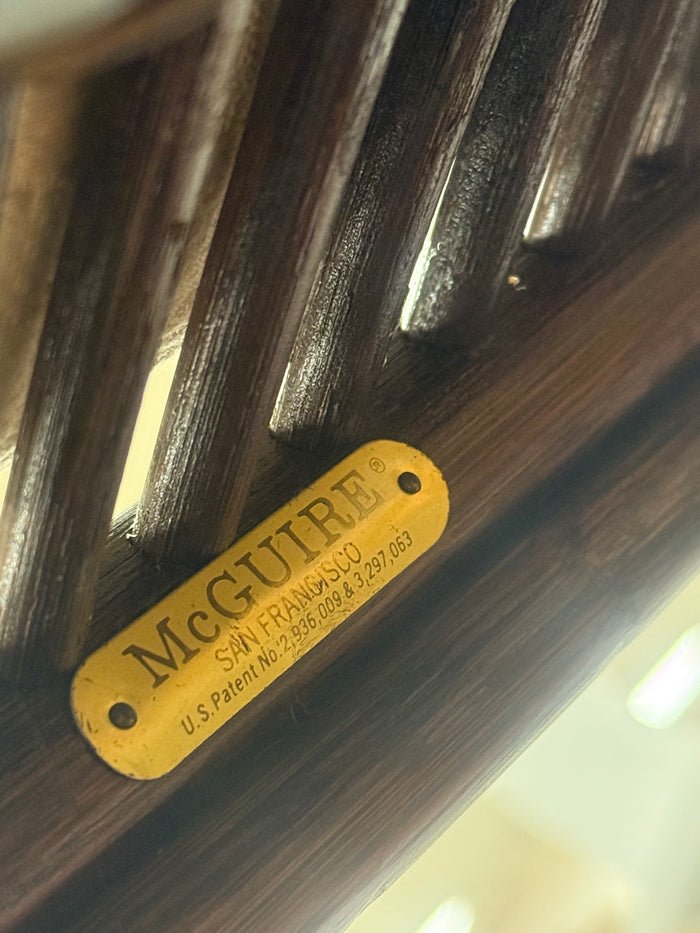 McGUIRE®
SAN FRANCISCO
U.S. Patent No. 2,936,009 & 3,297,063